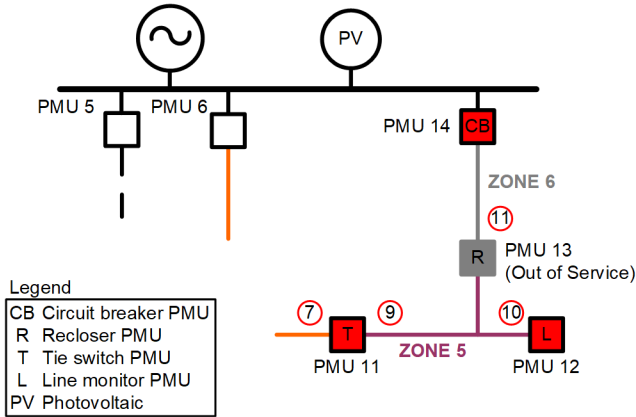 PV
PMU 5
PMU 6
PMU 14
CB
ZONE 6
11
R
PMU 13
(Out of Service)
7
9
10
T
L
ZONE 5
PMU 11
PMU 12
Legend
CB Circuit breaker PMU
R Recloser PMU
T Tie switch PMU
L Line monitor PMU
PV Photovoltaic